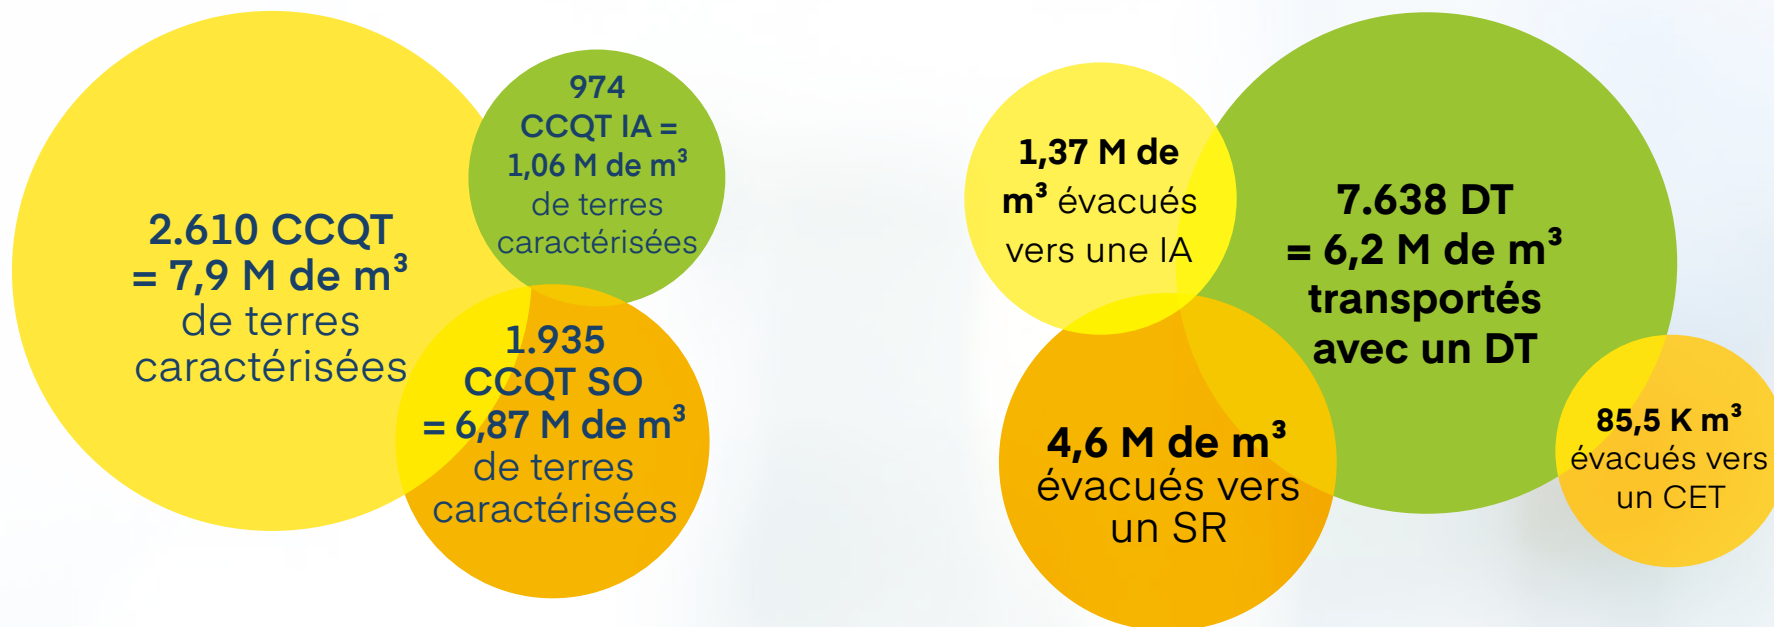 2.610 CCQT
= 7,9 M de m³
de terres
caractérisées
974
CCQT IA =
1,06 M de m³
de terres
caractérisées
1.935
CCQT SO
= 6,87 M de m³
de terres
caractérisées
1,37 M de
m³ évacués
vers une IA
7.638 DT
= 6,2 M de m³
transportés
avec un DT
4,6 M de m³
évacués vers
un SR
85,5 K m³
évacués vers
un CET